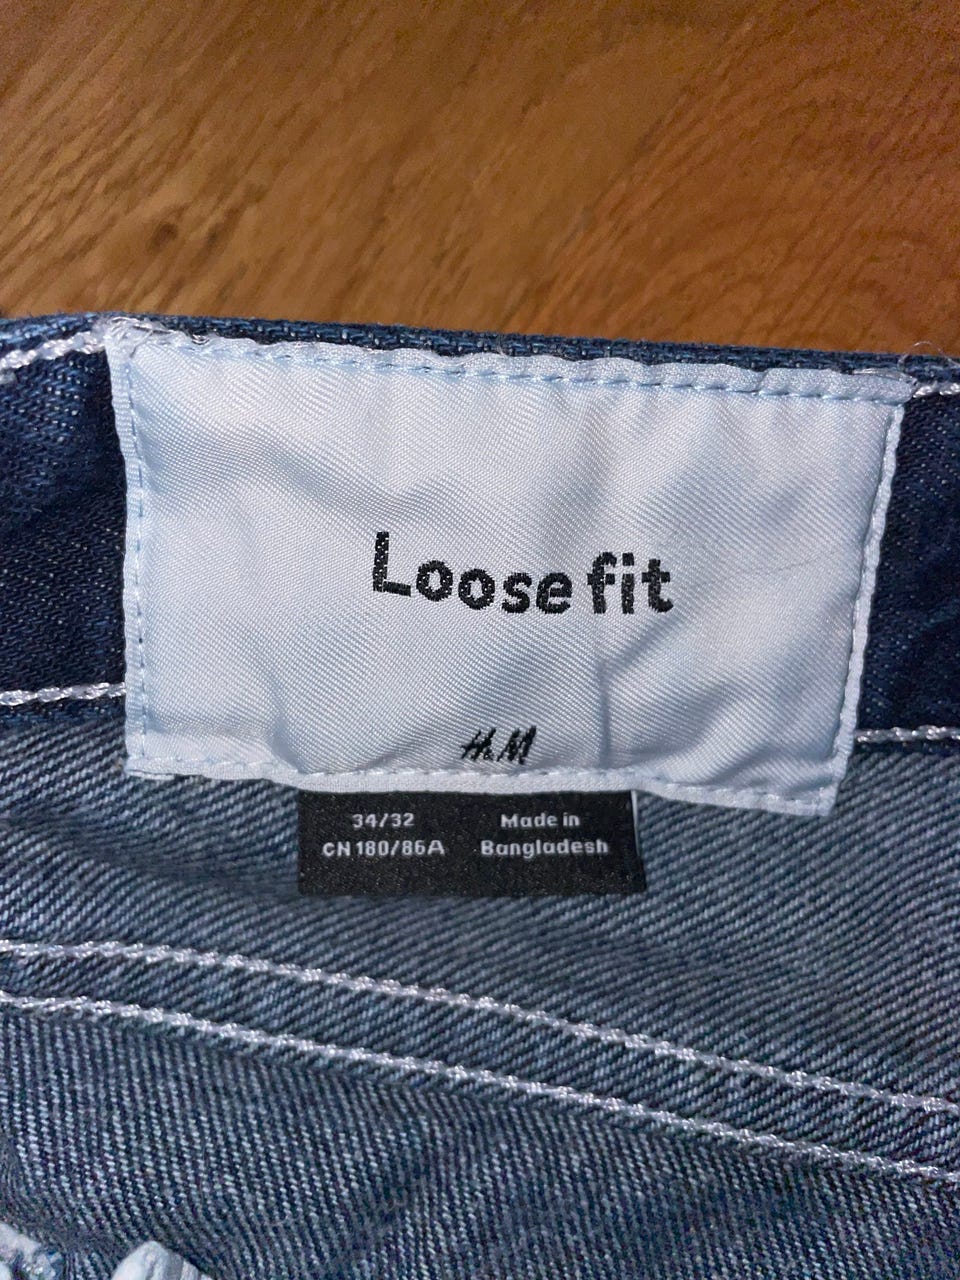 Loose fit
H&M
34/32
CN 180/86A
Made in
Bangladesh